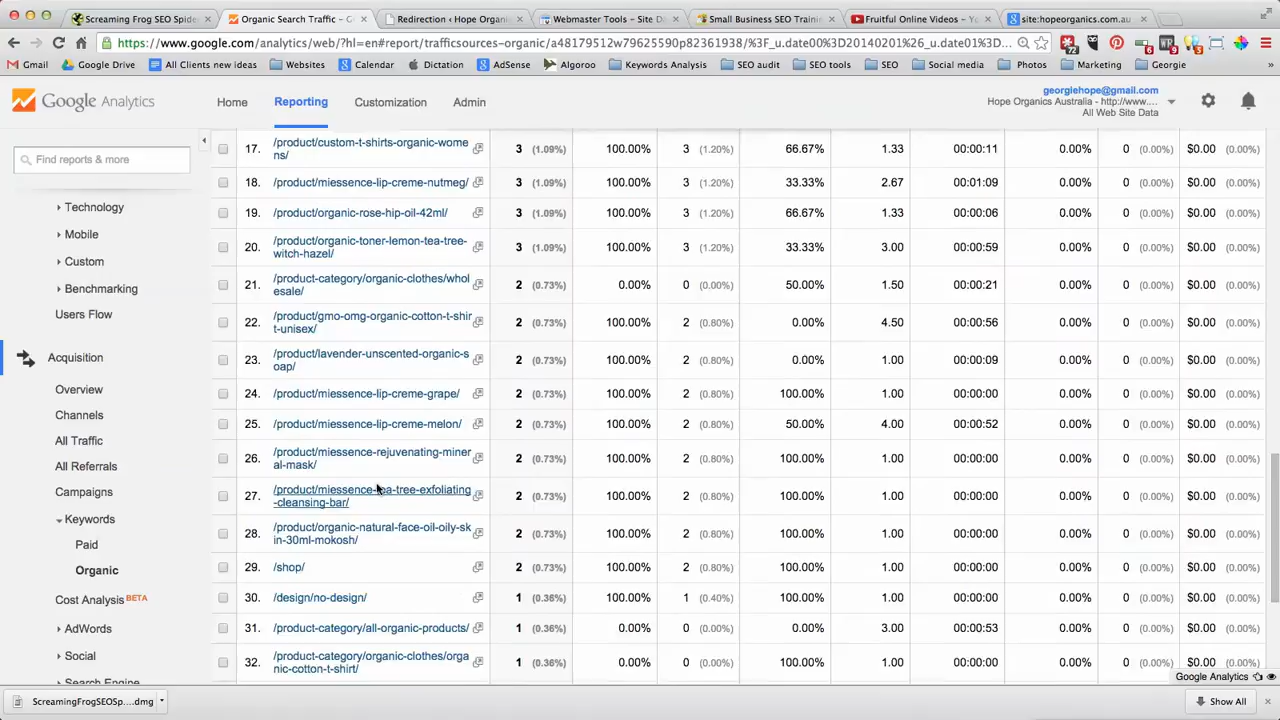 Screaming Frog SEO Spide
Organic Search Traffic – G
Redirection ‹ Hope Organi
Webmaster Tools – Site Da
Small Business SEO Trainin
Fruitful Online Videos – Yo
site:hopeorganics.com.au
https://www.google.com/analytics/web/?hl=en#report/trafficsources-organic/a48179512w79625590p82361938/%3F_u.date00%3D20140201%26_u.date01%3D...
72
6
9
3
Gmail
Google Drive
All Clients new ideas
Websites
Calendar
Dictation
AdSense
Algoroo
Keywords Analysis
SEO audit
SEO tools
SEO
Social media
Photos
Marketing
Georgie
»
Google Analytics
Home
Reporting
Customization
Admin
georgiehope@gmail.com
Hope Organics Australia - http://www....
All Web Site Data
Find reports & more
Technology
Mobile
Custom
Benchmarking
Users Flow
Acquisition
Overview
Channels
All Traffic
All Referrals
Campaigns
Keywords
Paid
Organic
Cost Analysis BETA
AdWords
Social
Search Engine
17. /product/custom-t-shirts-organic-wome
ns/ 3 (1.09%) 100.00% 3 (1.20%) 66.67% 1.33 00:00:11 0.00% 0 (0.00%) $0.00 (0.00%)
18. /product/miessence-lip-creme-nutmeg/ 3 (1.09%) 100.00% 3 (1.20%) 33.33% 2.67 00:01:09 0.00% 0 (0.00%) $0.00 (0.00%)
19. /product/organic-rose-hip-oil-42ml/ 3 (1.09%) 100.00% 3 (1.20%) 66.67% 1.33 00:00:06 0.00% 0 (0.00%) $0.00 (0.00%)
20. /product/organic-toner-lemon-tea-tree-
witch-hazel/ 3 (1.09%) 100.00% 3 (1.20%) 33.33% 3.00 00:00:59 0.00% 0 (0.00%) $0.00 (0.00%)
21. /product-category/organic-clothes/whol
esale/ 2 (0.73%) 0.00% 0 (0.00%) 50.00% 1.50 00:00:21 0.00% 0 (0.00%) $0.00 (0.00%)
22. /product/gmo-omg-organic-cotton-t-shir
t-unisex/ 2 (0.73%) 100.00% 2 (0.80%) 0.00% 4.50 00:00:56 0.00% 0 (0.00%) $0.00 (0.00%)
23. /product/lavender-unscented-organic-s
oap/ 2 (0.73%) 100.00% 2 (0.80%) 0.00% 1.00 00:00:09 0.00% 0 (0.00%) $0.00 (0.00%)
24. /product/miessence-lip-creme-grape/ 2 (0.73%) 100.00% 2 (0.80%) 100.00% 1.00 00:00:00 0.00% 0 (0.00%) $0.00 (0.00%)
25. /product/miessence-lip-creme-melon/ 2 (0.73%) 100.00% 2 (0.80%) 50.00% 4.00 00:00:52 0.00% 0 (0.00%) $0.00 (0.00%)
26. /product/miessence-rejuvenating-miner
al-mask/ 2 (0.73%) 100.00% 2 (0.80%) 100.00% 1.00 00:00:00 0.00% 0 (0.00%) $0.00 (0.00%)
27. /product/miessence-tea-tree-exfoliating
-cleansing-bar/ 2 (0.73%) 100.00% 2 (0.80%) 100.00% 1.00 00:00:00 0.00% 0 (0.00%) $0.00 (0.00%)
28. /product/organic-natural-face-oil-oily-sk
in-30ml-mokosh/ 2 (0.73%) 100.00% 2 (0.80%) 100.00% 1.00 00:00:00 0.00% 0 (0.00%) $0.00 (0.00%)
29. /shop/ 2 (0.73%) 100.00% 2 (0.80%) 100.00% 1.00 00:00:00 0.00% 0 (0.00%) $0.00 (0.00%)
30. /design/no-design/ 1 (0.36%) 100.00% 1 (0.40%) 100.00% 1.00 00:00:00 0.00% 0 (0.00%) $0.00 (0.00%)
31. /product-category/all-organic-products/ 1 (0.36%) 0.00% 0 (0.00%) 0.00% 3.00 00:00:53 0.00% 0 (0.00%) $0.00 (0.00%)
32. /product-category/organic-clothes/orga
nic-cotton-t-shirt/ 1 (0.36%) 0.00% 0 (0.00%) 100.00% 1.00 00:00:00 0.00% 0 (0.00%) $0.00 (0.00%)
Google Analytics
ScreamingFrogSEOSp....dmg
Show All